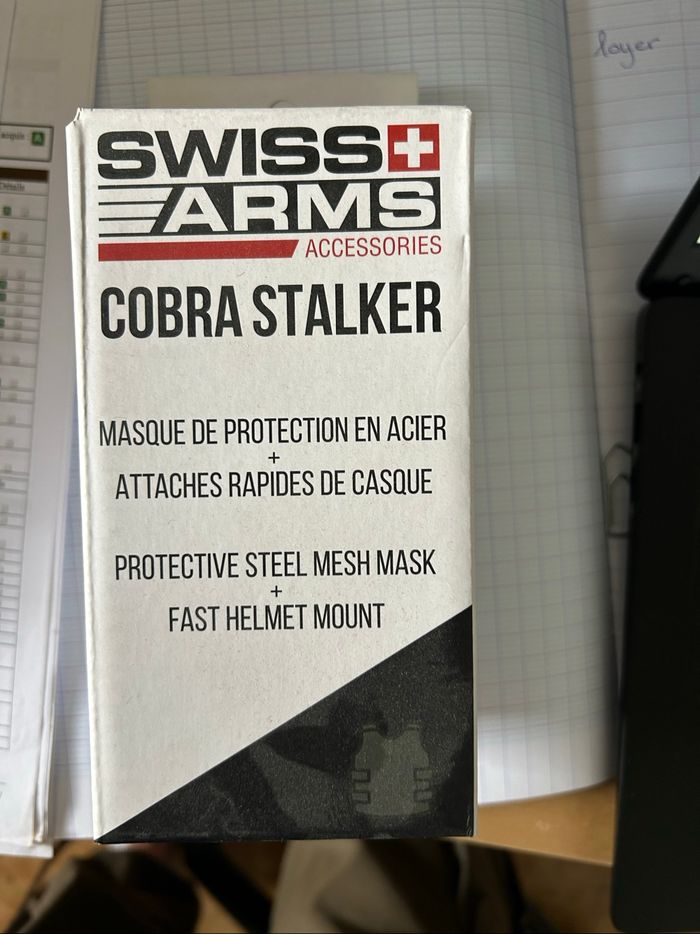 SWISS
ARMS
ACCESSORIES
COBRA STALKER
MASQUE DE PROTECTION EN ACIER
+
ATTACHES RAPIDES DE CASQUE
PROTECTIVE STEEL MESH MASK
+
FAST HELMET MOUNT
loyer
Détails